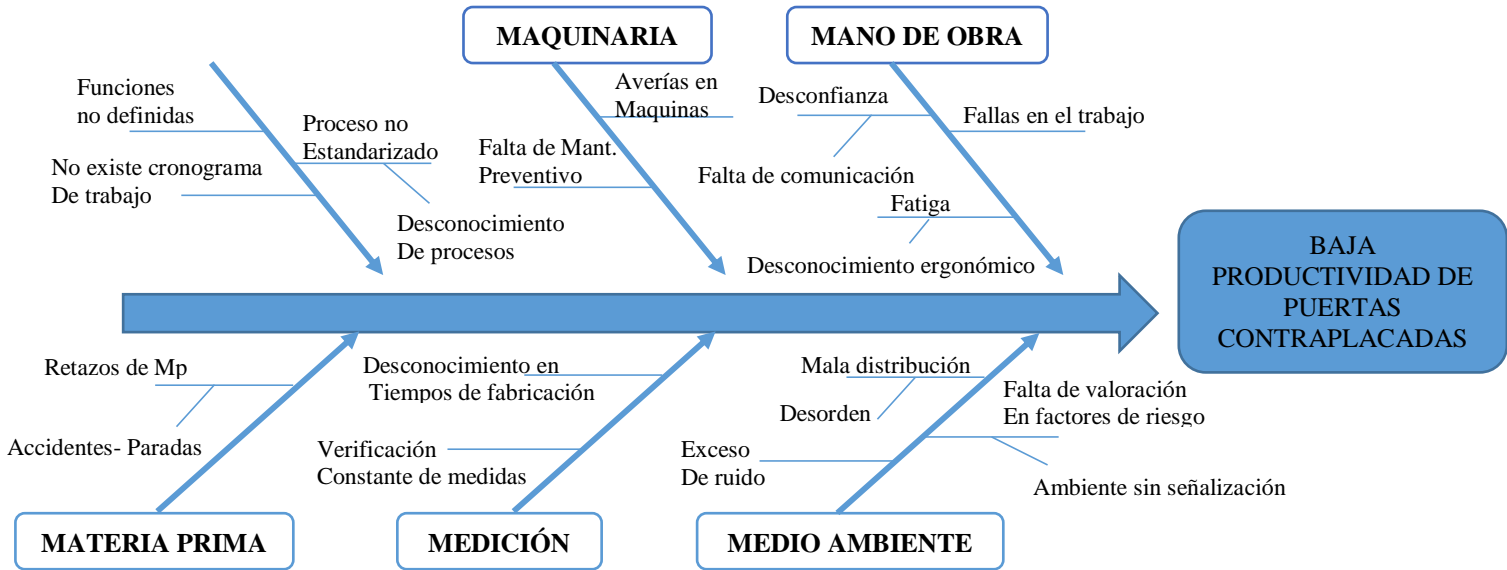 MAQUINARIA
MANO DE OBRA
Funciones
no definidas
Proceso no
Estandarizado
No existe cronograma
De trabajo
Desconocimiento
De procesos
Averías en
Maquinas
Falta de Mant.
Preventivo
Desconfianza
Fallas en el trabajo
Falta de comunicación
Fatiga
Desconocimiento ergonómico
BAJA
PRODUCTIVIDAD DE
PUERTAS
CONTRAPLACADAS
Retazos de Mp
Accidentes- Paradas
Desconocimiento en
Tiempos de fabricación
Verificación
Constante de medidas
Mala distribución
Desorden
Falta de valoración
En factores de riesgo
Exceso
De ruido
Ambiente sin señalización
MATERIA PRIMA
MEDICIÓN
MEDIO AMBIENTE